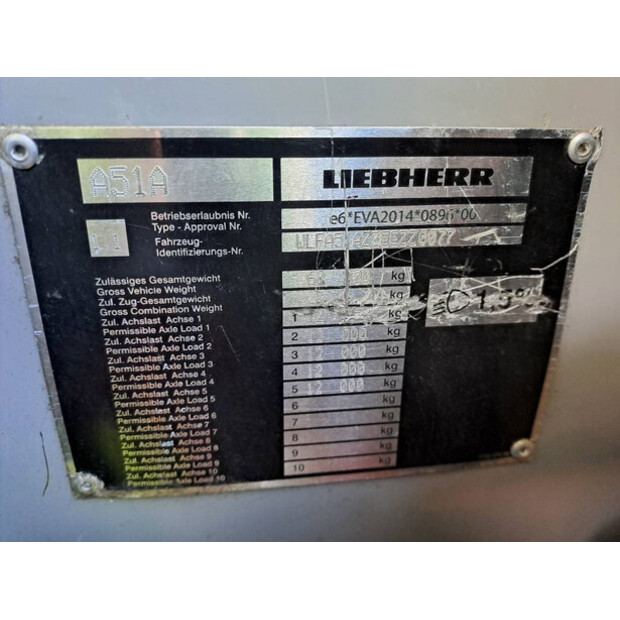 A51A
LIEBHERR
Betriebserlaubnis Nr.
Type - Approval Nr.
e6*EVA2014*0896*00
Fahrzeug-
Identifizierungs-Nr.
Zulässiges Gesamtgewicht
Gross Vehicle Weight
kg
Zul. Zug-Gesamtgewicht
Gross Combination Weight
kg
Zul. Achslast Achse 1
Permissible Axle Load 1
1 kg
Zul. Achslast Achse 2
Permissible Axle Load 2
2 000 kg
Zul. Achslast Achse 3
Permissible Axle Load 3
3 12 000 kg
Zul. Achslast Achse 4
Permissible Axle Load 4
4 12 000 kg
Zul. Achslast Achse 5
Permissible Axle Load 5
5 12 000 kg
Zul. Achslast Achse 6
Permissible Axle Load 6
6 kg
Zul. Achslast Achse 7
Permissible Axle Load 7
7 kg
Zul. Achslast Achse 8
Permissible Axle Load 8
8 kg
Zul. Achslast Achse 9
Permissible Axle Load 9
9 kg
Zul. Achslast Achse 10
Permissible Axle Load 10
10 kg